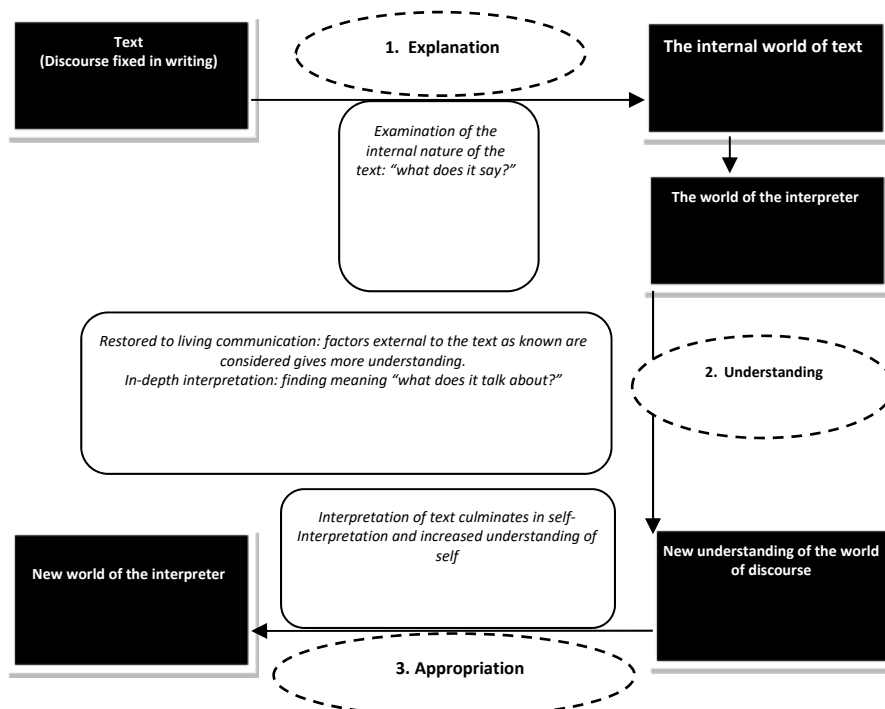 Text
(Discourse fixed in writing)
1. Explanation
The internal world of text
Examination of the
internal nature of the
text: “what does it say?”
The world of the interpreter
Restored to living communication: factors external to the text as known are
considered gives more understanding.
In-depth interpretation: finding meaning “what does it talk about?”
2. Understanding
Interpretation of text culminates in self-
Interpretation and increased understanding of
self
New understanding of the world
of discourse
New world of the interpreter
3. Appropriation